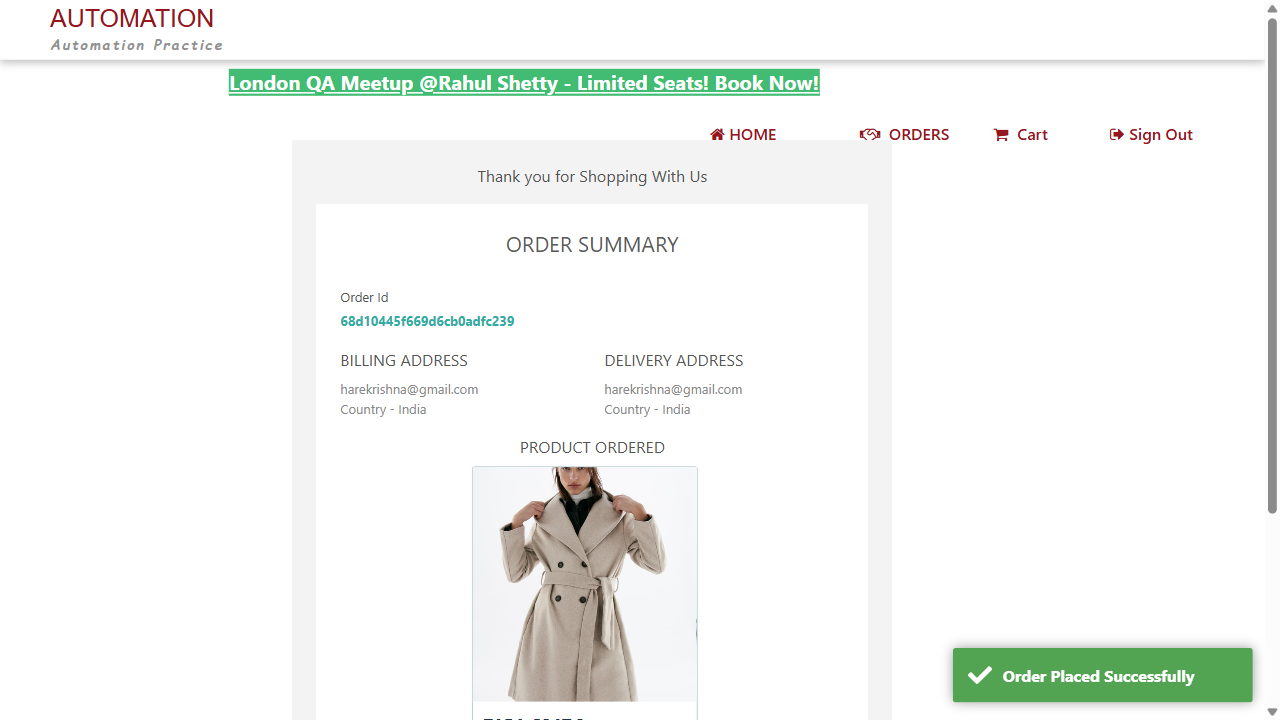 AUTOMATION
Automation Practice
London QA Meetup @Rahul Shetty - Limited Seats! Book Now!
HOME
ORDERS
Cart
Sign Out
Thank you for Shopping With Us
ORDER SUMMARY
Order Id
68d10445f669d6cb0adfc239
BILLING ADDRESS
harekrishna@gmail.com
Country - India
DELIVERY ADDRESS
harekrishna@gmail.com
Country - India
PRODUCT ORDERED
Order Placed Successfully